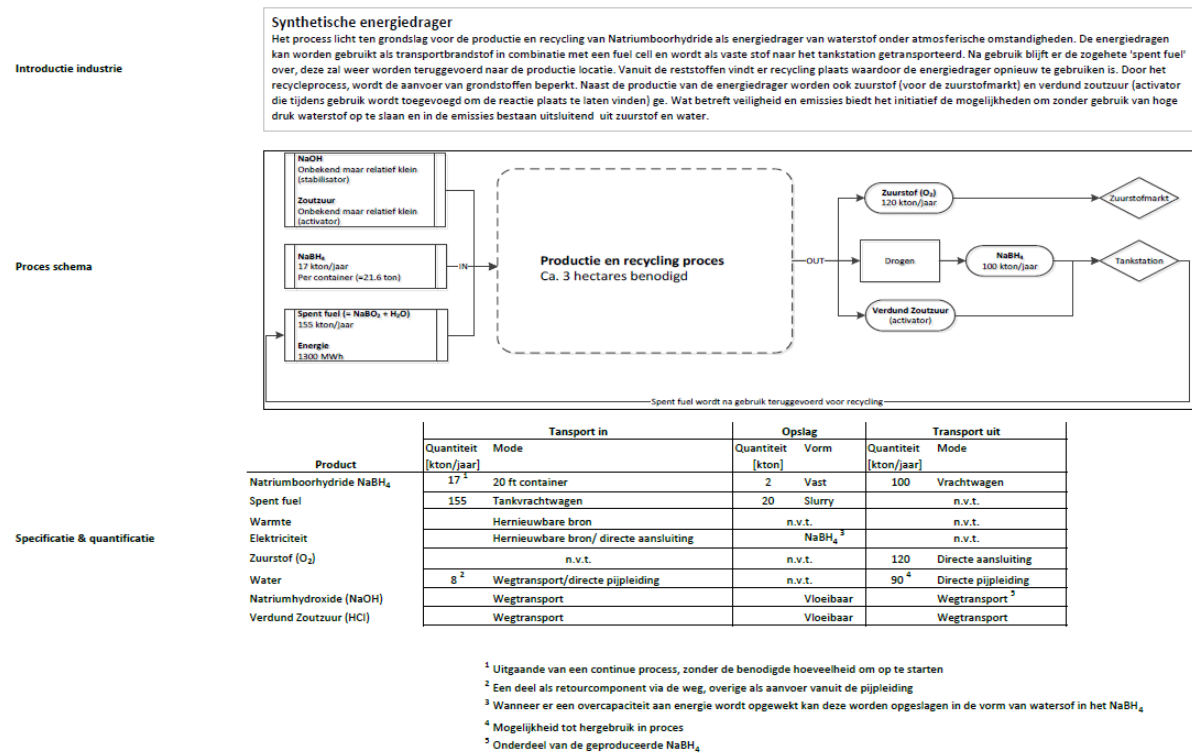 Synthetische energiedrager
Het process licht ten grondslag voor de productie en recycling van Natriumboorhydride als energiedrager van waterstof onder atmosferische omstandigheden. De energiedragen
kan worden gebruikt als transportbrandstof in combinatie met een fuel cell en wordt als vaste stof naar het tankstation getransporteerd. Na gebruik blijft er de zogehete 'spent fuel'
over, deze zal weer worden teruggevoerd naar de productie locatie. Vanuit de reststoffen vindt er recycling plaats waardoor de energiedrager opnieuw te gebruiken is. Door het
recycleprocess, wordt de aanvoer van grondstoffen beperkt. Naast de productie van de energiedrager worden ook zuurstof (voor de zuurstofmarkt) en verdund zoutzuur (activator
die tijdens gebruik wordt toegevoegd om de reactie plaats te laten vinden) ge. Wat betreft veiligheid en emissies biedt het initiatief de mogelijkheden om zonder gebruik van hoge
druk waterstof op te slaan en in de emissies bestaan uitsluitend uit zuurstof en water.
Introductie industrie
Proces schema
NaOH
Onbekend maar relatief klein
(stabilisator)
Zoutzuur
Onbekend maar relatief klein
(activator)
NaBH₄
17 kton/jaar
Per container (=21.6 ton)
Spent fuel (= NaBO₂ + H₂O)
155 kton/jaar
Energie
1300 MWh
IN
Productie en recycling proces
Ca. 3 hectares benodigd
OUT
Zuurstof (O₂)
120 kton/jaar
Zuurstofmarkt
Drogen
NaBH₄
100 kton/jaar
Tankstation
Verdund Zoutzuur
(activator)
Spent fuel wordt na gebruik teruggevoerd voor recycling
Specificatie & quantificatie
Tansport in Opslag Transport uit
Quantiteit Mode Quantiteit Vorm Quantiteit Mode
Product [kton/jaar] [kton] [kton/jaar]
Natriumboorhydride NaBH₄ 17 ¹ 20 ft container 2 Vast 100 Vrachtwagen
Spent fuel 155 Tankvrachtwagen 20 Slurry n.v.t.
Warmte Hernieuwbare bron n.v.t. n.v.t.
Elektriciteit Hernieuwbare bron/ directe aansluiting NaBH₄ ³ n.v.t.
Zuurstof (O₂) n.v.t. n.v.t. 120 Directe aansluiting
Water 8 ² Wegtransport/directe pijpleiding n.v.t. 90 ⁴ Directe pijpleiding
Natriumhydroxide (NaOH) Wegtransport Vloeibaar Wegtransport ⁵
Verdund Zoutzuur (HCl) Wegtransport Vloeibaar Wegtransport
¹ Uitgaande van een continue process, zonder de benodigde hoeveelheid om op te starten
² Een deel als retourcomponent via de weg, overige als aanvoer vanuit de pijpleiding
³ Wanneer er een overcapaciteit aan energie wordt opgewekt kan deze worden opgeslagen in de vorm van watersof in het NaBH₄
⁴ Mogelijkheid tot hergebruik in proces
⁵ Onderdeel van de geproduceerde NaBH₄